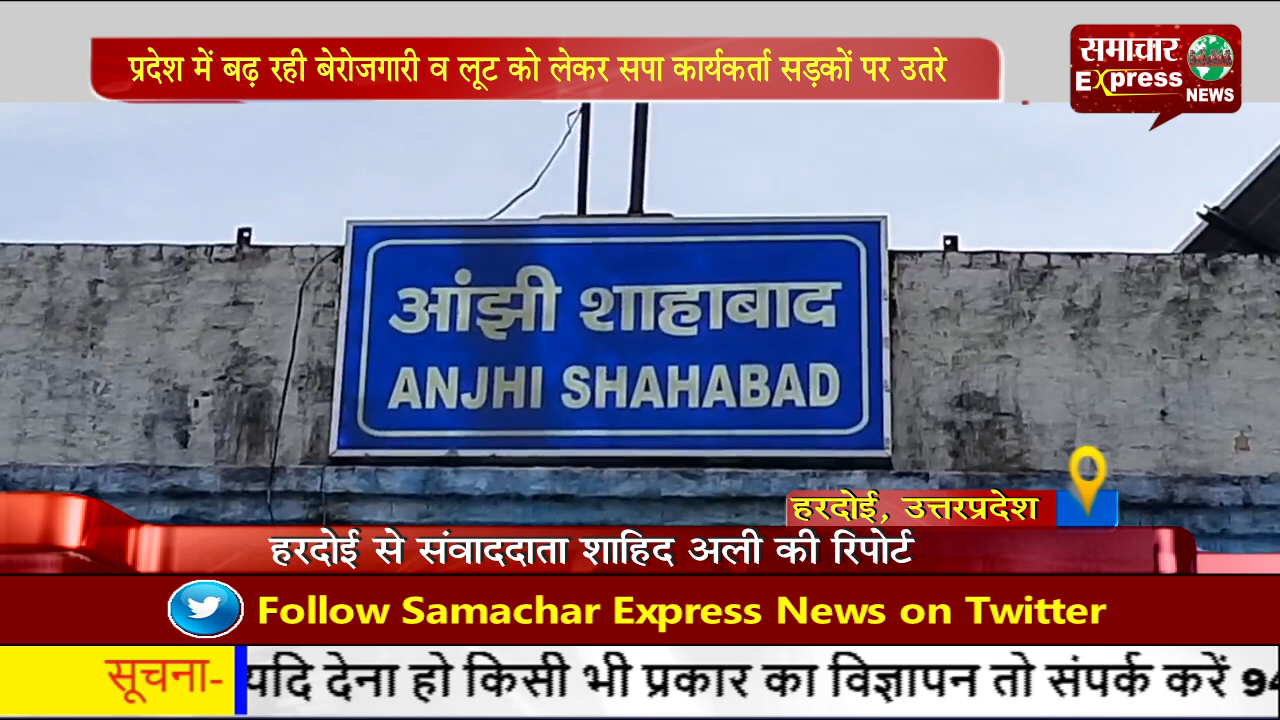 प्रदेश में बढ़ रही बेरोजगारी व लूट को लेकर सपा कार्यकर्ता सड़कों पर उतरे
समाचार
Express
NEWS
आंझी शाहाबाद
ANJHI SHAHABAD
हरदोई, उत्तरप्रदेश
हरदोई से संवाददाता शाहिद अली की रिपोर्ट
Follow Samachar Express News on Twitter
सूचना- यदि देना हो किसी भी प्रकार का विज्ञापन तो संपर्क करें 94